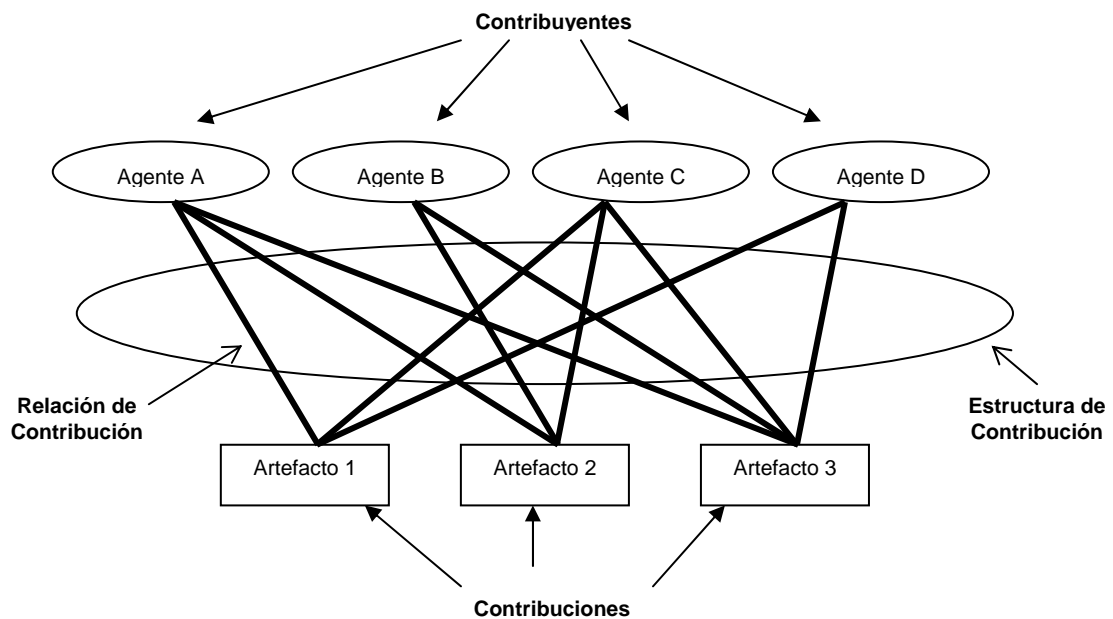 Contribuyentes
Agente A
Agente B
Agente C
Agente D
Relación de
Contribución
Estructura de
Contribución
Artefacto 1
Artefacto 2
Artefacto 3
Contribuciones